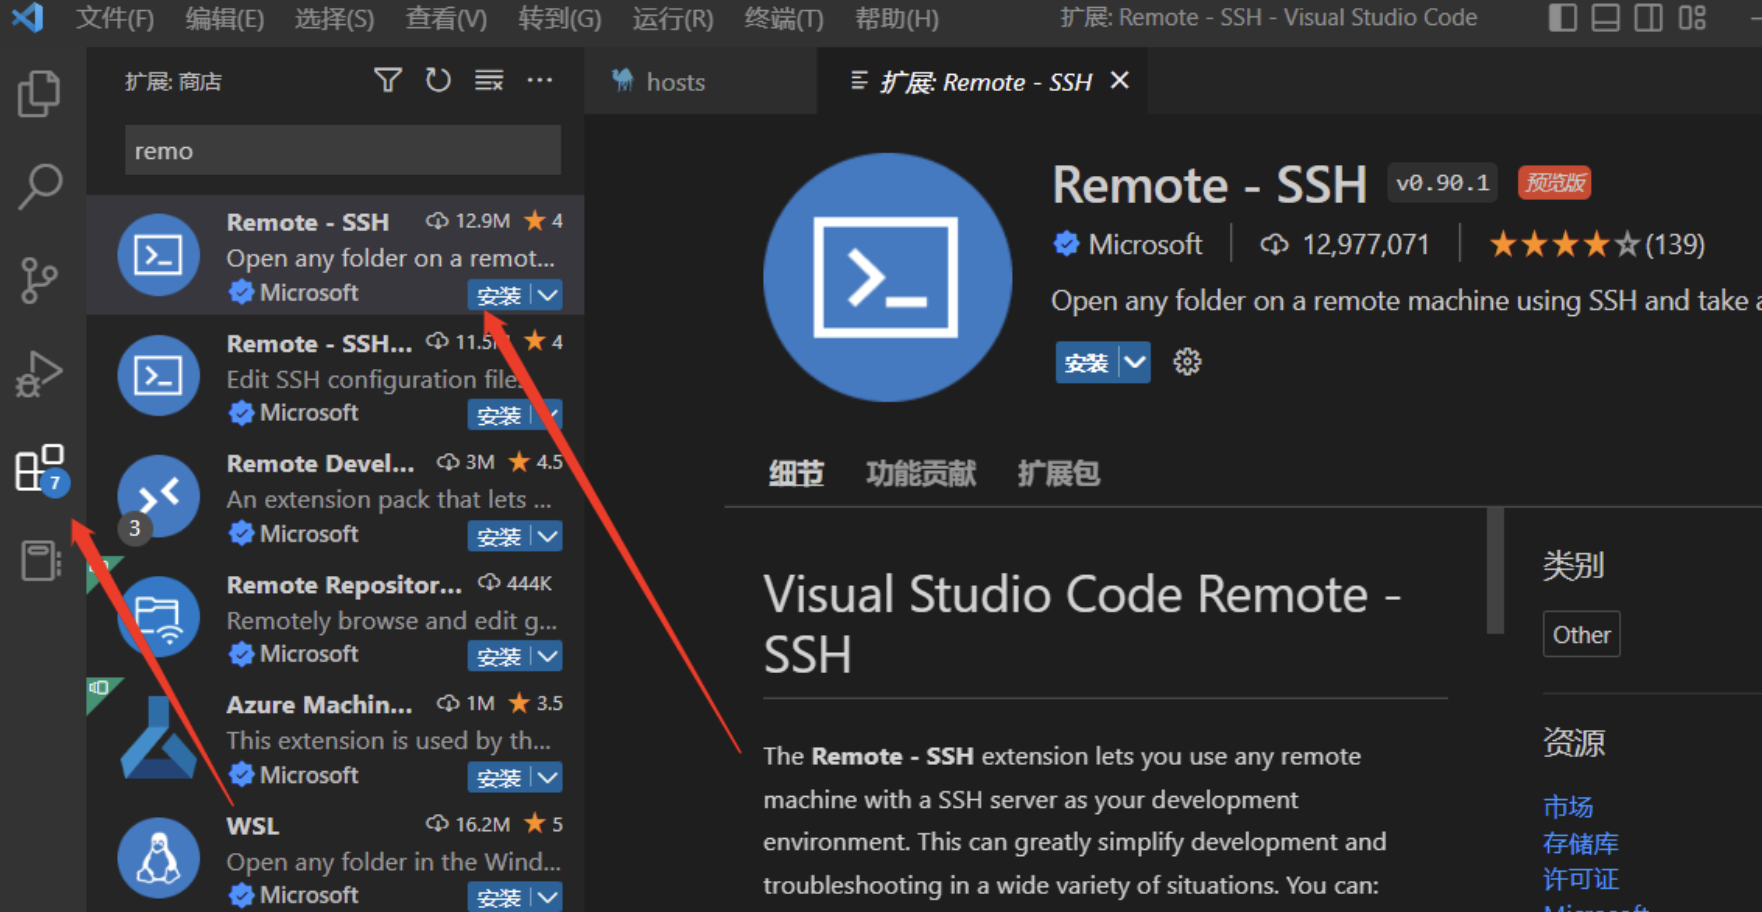 文件(F) 编辑(E) 选择(S) 查看(V) 转到(G) 运行(R) 终端(T) 帮助(H) 扩展: Remote - SSH - Visual Studio Code
扩展: 商店
hosts
扩展: Remote - SSH
remo
Remote - SSH 12.9M 4
Open any folder on a remot...
Microsoft 安装
Remote - SSH... 11.5M 4
Edit SSH configuration files
Microsoft 安装
Remote Devel... 3M 4.5
An extension pack that lets ...
3 Microsoft 安装
Remote Repositor... 444K
Remotely browse and edit g...
Microsoft 安装
Azure Machin... 1M 3.5
This extension is used by th...
Microsoft 安装
WSL 16.2M 5
Open any folder in the Wind...
Microsoft 安装
7
Remote - SSH v0.90.1 预览版
Microsoft 12,977,071 (139)
Open any folder on a remote machine using SSH and take a
安装
细节 功能贡献 扩展包
Visual Studio Code Remote -
SSH
The Remote - SSH extension lets you use any remote
machine with a SSH server as your development
environment. This can greatly simplify development and
troubleshooting in a wide variety of situations. You can:
类别
Other
资源
市场
存储库
许可证
Microsoft